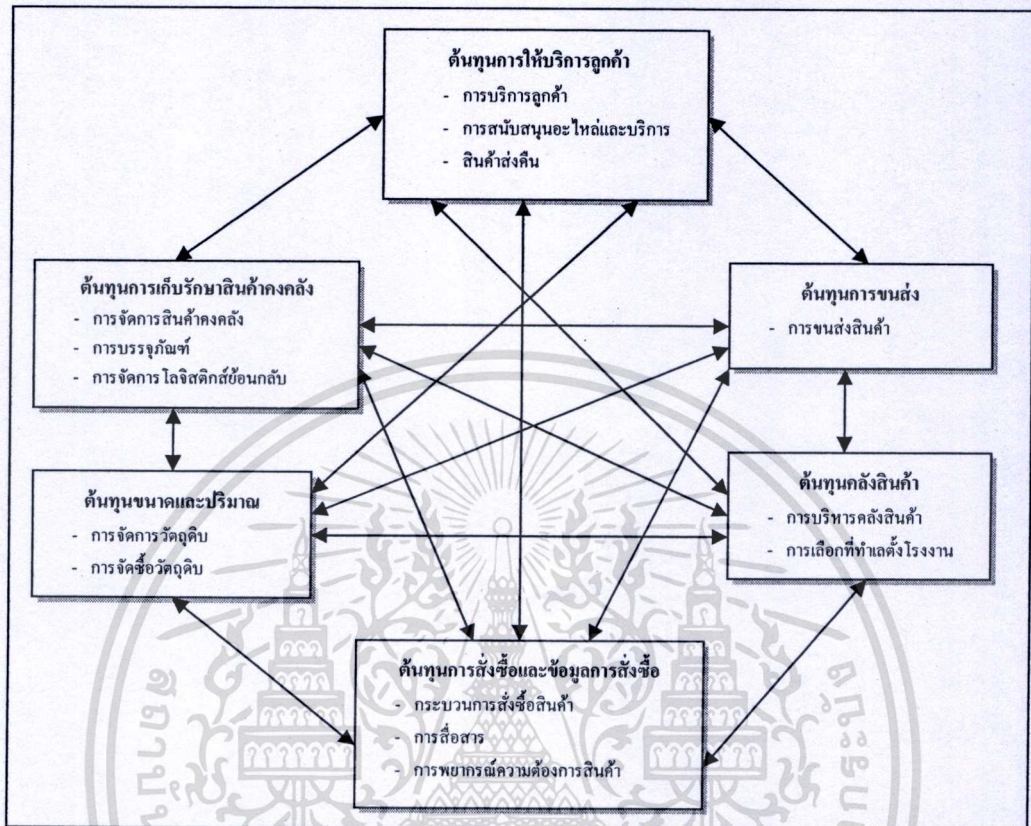 ต้นทุนการให้บริการลูกค้า
- การบริการลูกค้า
- การสนับสนุนอะไหล่และบริการ
- สินค้าส่งคืน
ต้นทุนการเก็บรักษาสินค้าคงคลัง
- การจัดการสินค้าคงคลัง
- การบรรจุภัณฑ์
- การจัดการโลจิสติกส์ย้อนกลับ
ต้นทุนการขนส่ง
- การขนส่งสินค้า
ต้นทุนขนาดและปริมาณ
- การจัดการวัตถุดิบ
- การจัดซื้อวัตถุดิบ
ต้นทุนคลังสินค้า
- การบริหารคลังสินค้า
- การเลือกที่ทำเลตั้งโรงงาน
ต้นทุนการสั่งซื้อและข้อมูลการสั่งซื้อ
- กระบวนการสั่งซื้อสินค้า
- การสื่อสาร
- การพยากรณ์ความต้องการสินค้า